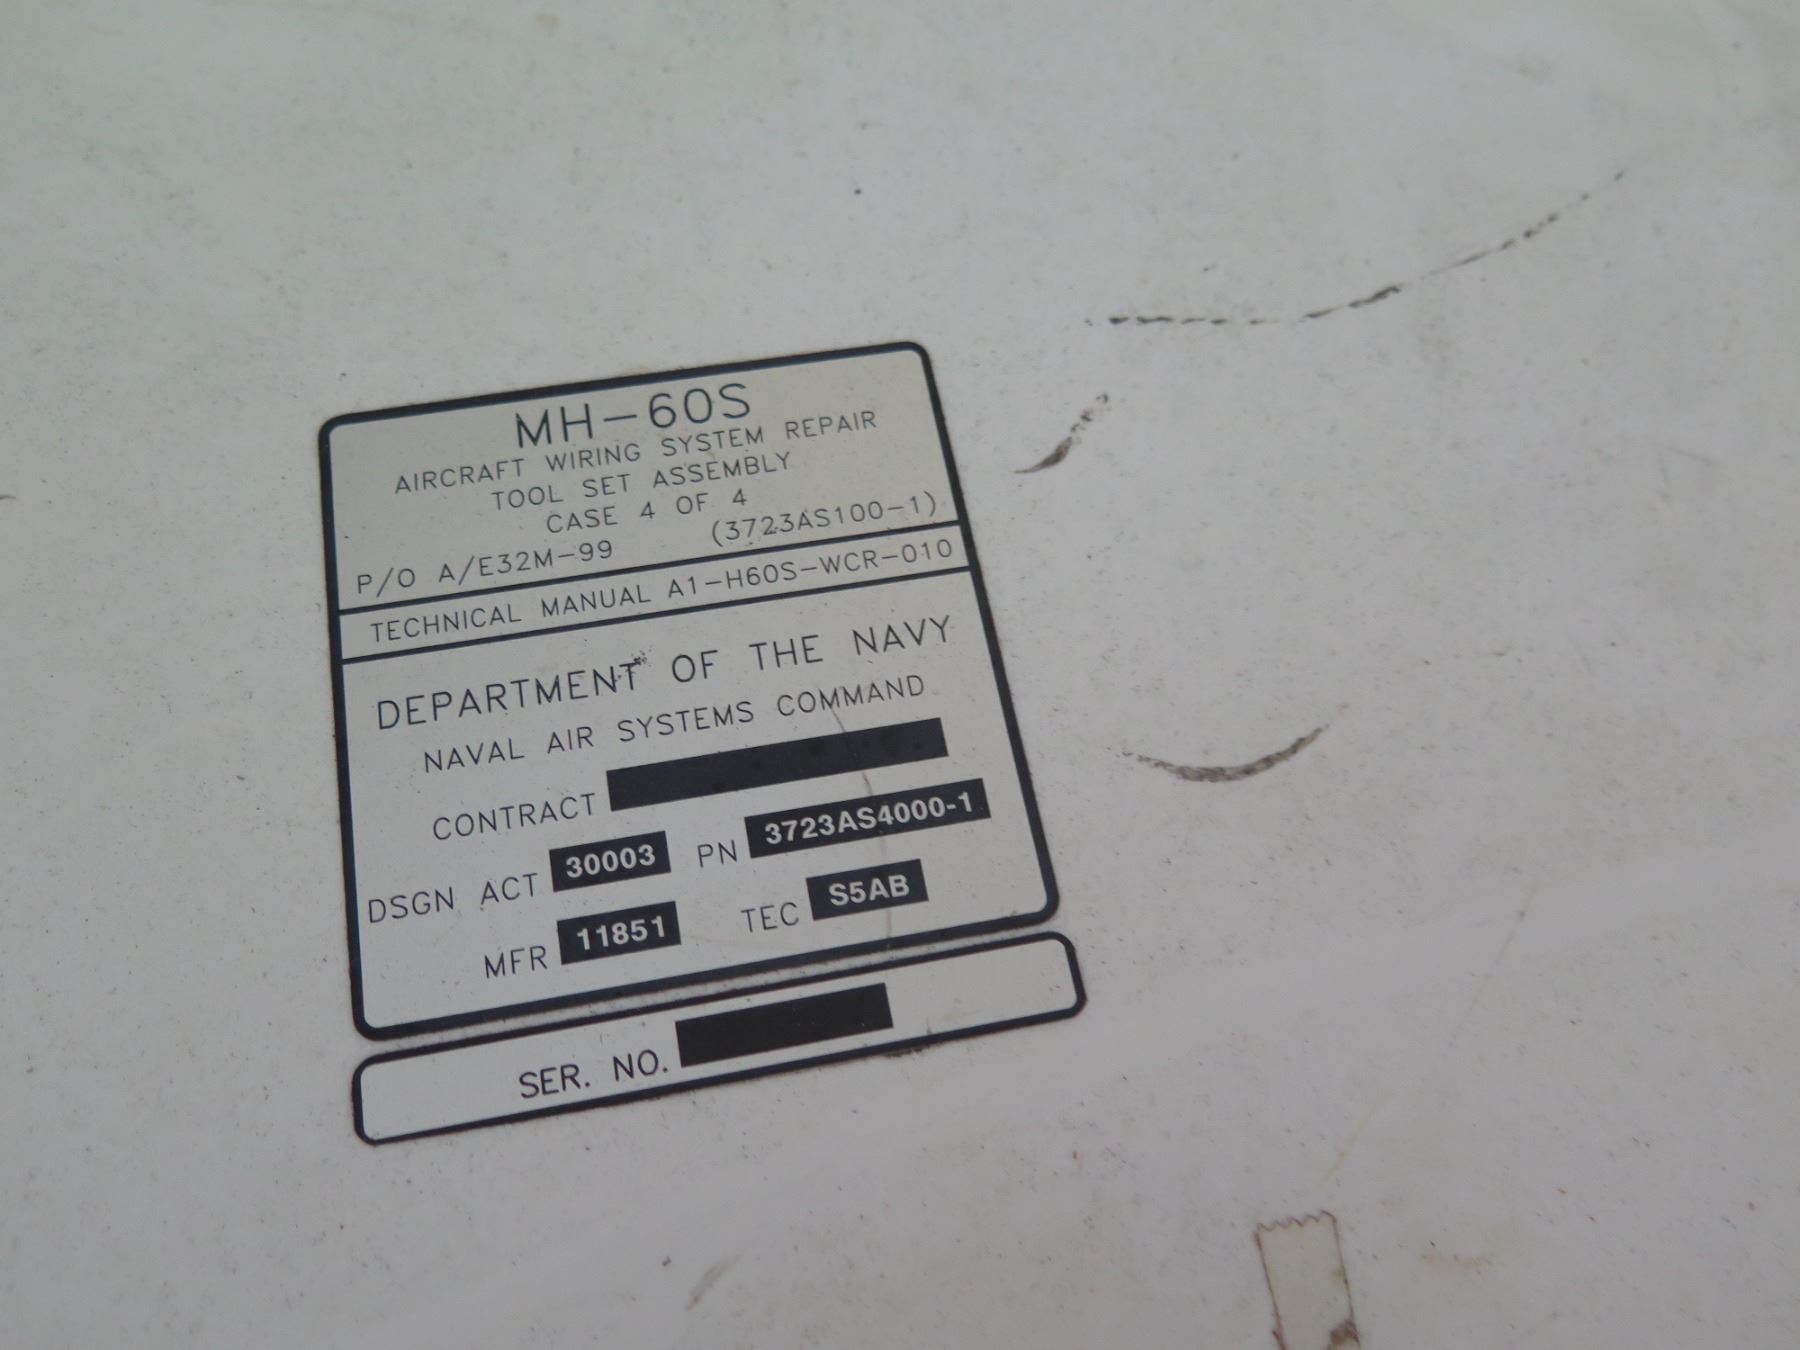 MH-60S
AIRCRAFT WIRING SYSTEM REPAIR
TOOL SET ASSEMBLY
CASE 4 OF 4
P/O A/E32M-99 (3723AS100-1)
TECHNICAL MANUAL A1-H60S-WCR-010
DEPARTMENT OF THE NAVY
NAVAL AIR SYSTEMS COMMAND
CONTRACT
DSGN ACT 30003 PN 3723AS4000-1
MFR 11851 TEC S5AB
SER. NO.